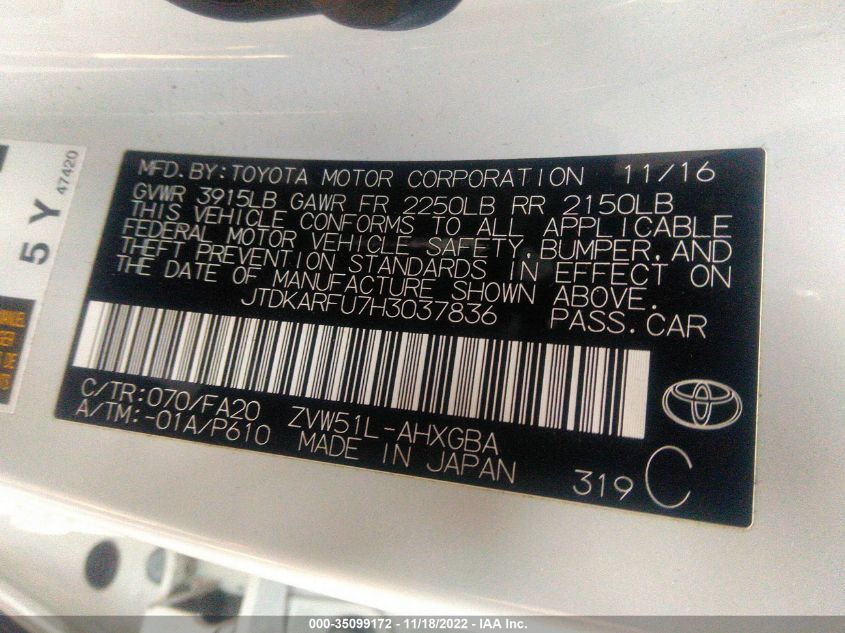 MFD.BY:TOYOTA MOTOR CORPORATION 11/16
GVWR 3915LB GAWR FR 2250LB RR 2150LB
THIS VEHICLE CONFORMS TO ALL APPLICABLE
FEDERAL MOTOR VEHICLE SAFETY,BUMPER,AND
THEFT PREVENTION STANDARDS IN EFFECT ON
THE DATE OF MANUFACTURE SHOWN ABOVE.
JTDKARFU7H3037836 PASS.CAR
C/TR:070/FA20 ZVW51L-AHXGBA
A/TM:-01A/P610 MADE IN JAPAN
319 C
5 Y
47420
DE
000-35099172 - 11/18/2022 - IAA Inc.